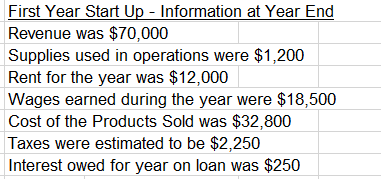 First Year Start Up - Information at Year End
Revenue was $70,000
Supplies used in operations were $1,200
Rent for the year was $12,000
Wages earned during the year were $18,500
Cost of the Products Sold was $32,800
Taxes were estimated to be $2,250
Interest owed for year on loan was $250